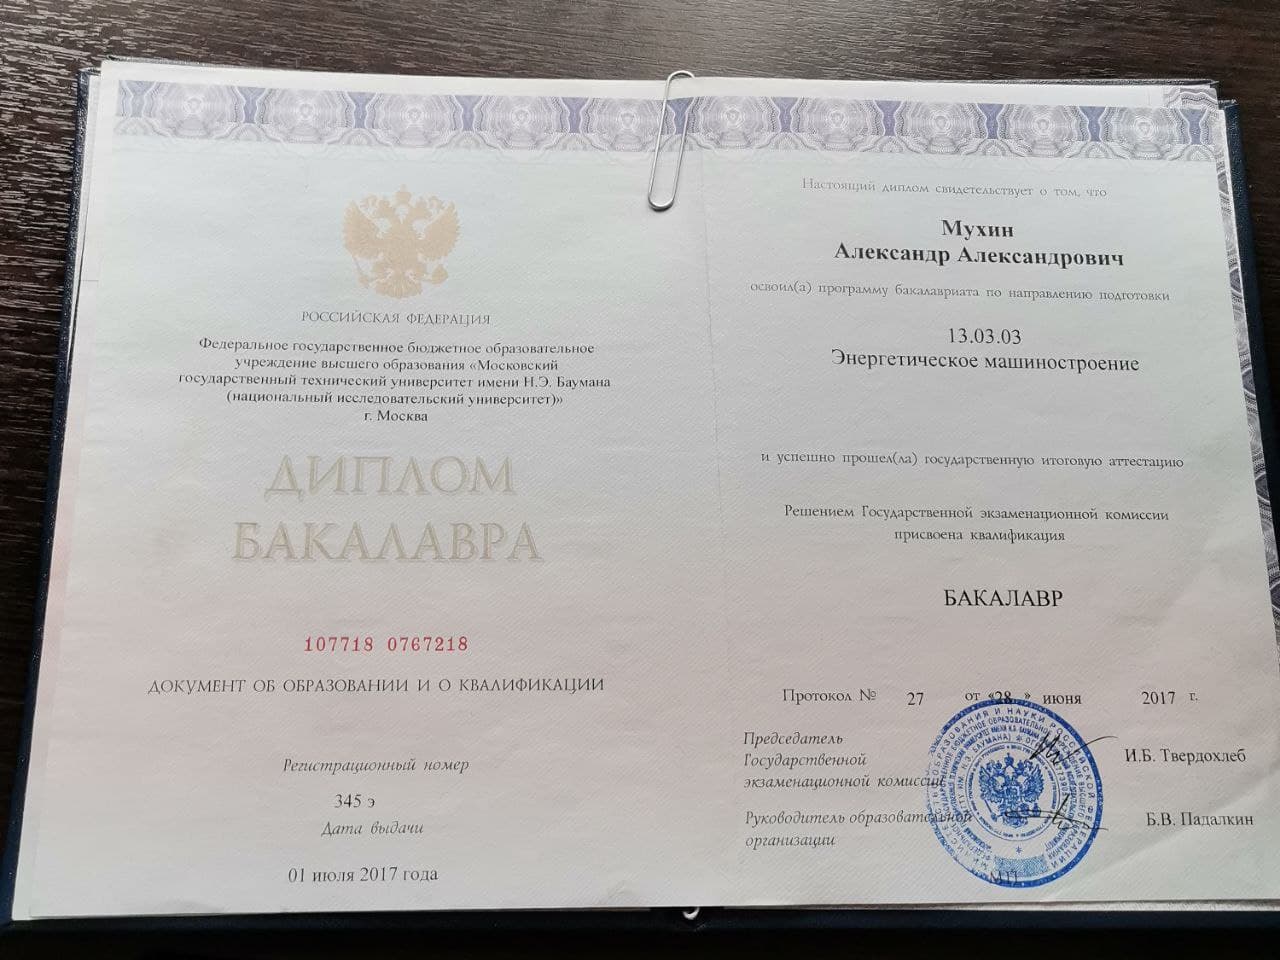 РОССИЙСКАЯ ФЕДЕРАЦИЯ
Федеральное государственное бюджетное образовательное
учреждение высшего образования «Московский
государственный технический университет имени Н.Э. Баумана
(национальный исследовательский университет)»
г. Москва
ДИПЛОМ
БАКАЛАВРА
107718 0767218
ДОКУМЕНТ ОБ ОБРАЗОВАНИИ И О КВАЛИФИКАЦИИ
Регистрационный номер
345 э
Дата выдачи
01 июля 2017 года
Настоящий диплом свидетельствует о том, что
Мухин
Александр Александрович
освоил(а) программу бакалавриата по направлению подготовки
13.03.03
Энергетическое машиностроение
и успешно прошел(ла) государственную итоговую аттестацию
Решением Государственной экзаменационной комиссии
присвоена квалификация
БАКАЛАВР
Протокол № 27 от «28 » июня 2017 г.
Председатель
Государственной
экзаменационной комиссии
И.Б. Твердохлеб
Руководитель образовательной
организации
Б.В. Падалкин
М.П.